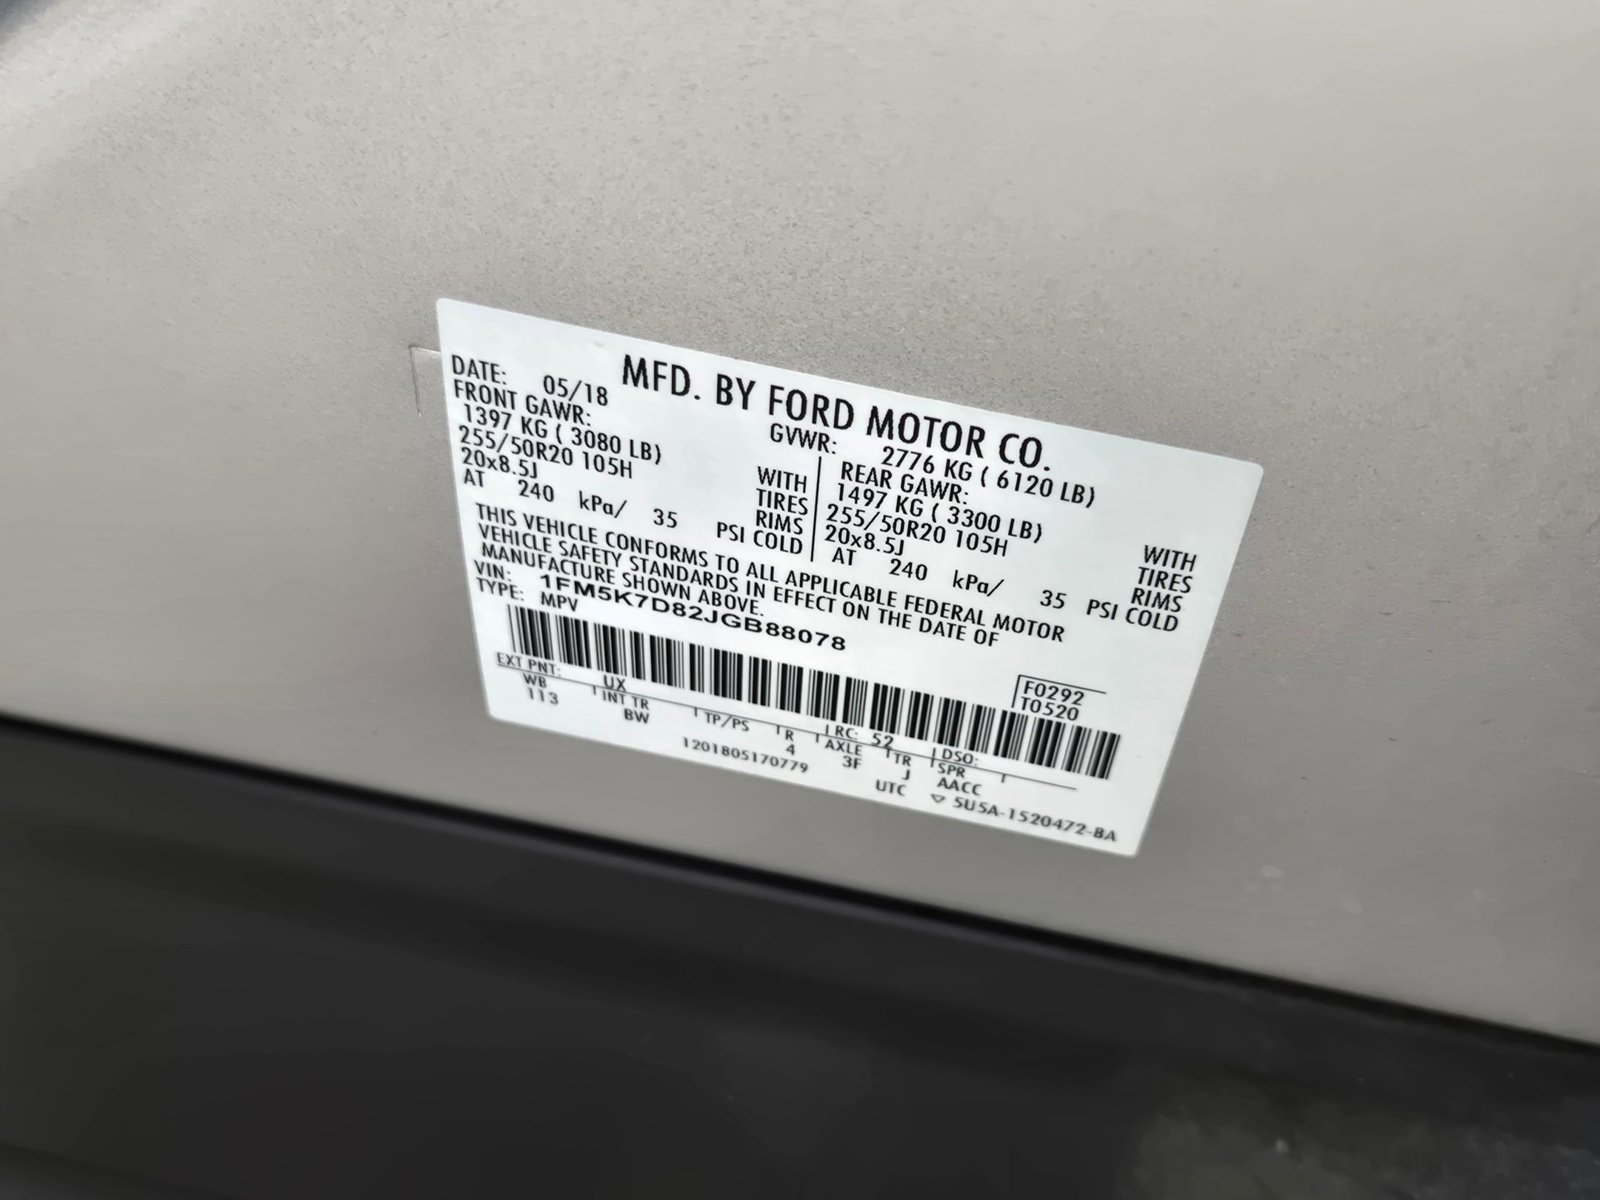 MFD. BY FORD MOTOR CO.
DATE: 05/18
GVWR: 2776 KG ( 6120 LB)
FRONT GAWR:
1397 KG ( 3080 LB) WITH
255/50R20 105H TIRES
20x8.5J RIMS
AT 240 kPa/ 35 PSI COLD
REAR GAWR:
1497 KG ( 3300 LB) WITH
255/50R20 105H TIRES
20x8.5J RIMS
AT 240 kPa/ 35 PSI COLD
THIS VEHICLE CONFORMS TO ALL APPLICABLE FEDERAL MOTOR
VEHICLE SAFETY STANDARDS IN EFFECT ON THE DATE OF
MANUFACTURE SHOWN ABOVE.
VIN: 1FM5K7D82JGB88078
TYPE: MPV
F0292
T0520
EXT PNT: UX RC: 52 DSO:
WB INT TR TP/PS R AXLE TR SPR
113 BW 4 3F J AACC
1201805170779 UTC ▽ 5U5A-1520472-BA